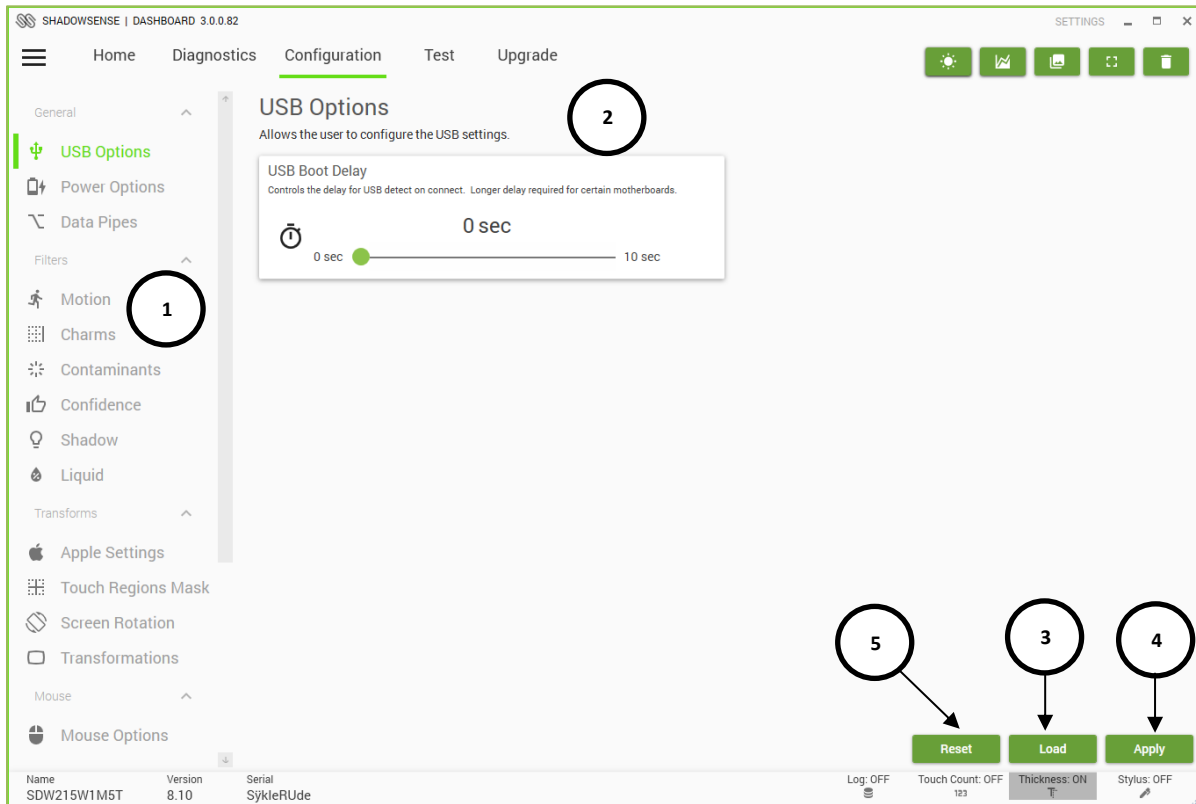 SHADOWSENSE | DASHBOARD 3.0.0.82
SETTINGS
Home Diagnostics Configuration Test Upgrade
General
USB Options
Power Options
Data Pipes
Filters
Motion
Charms
Contaminants
Confidence
Shadow
Liquid
Transforms
Apple Settings
Touch Regions Mask
Screen Rotation
Transformations
Mouse
Mouse Options
1
USB Options
2
Allows the user to configure the USB settings.
USB Boot Delay
Controls the delay for USB detect on connect. Longer delay required for certain motherboards.
0 sec
0 sec 10 sec
5 3 4
Reset Load Apply
Name Version Serial
SDW215W1M5T 8.10 SÿkleRUde
Log: OFF Touch Count: OFF Thickness: ON Stylus: OFF
123